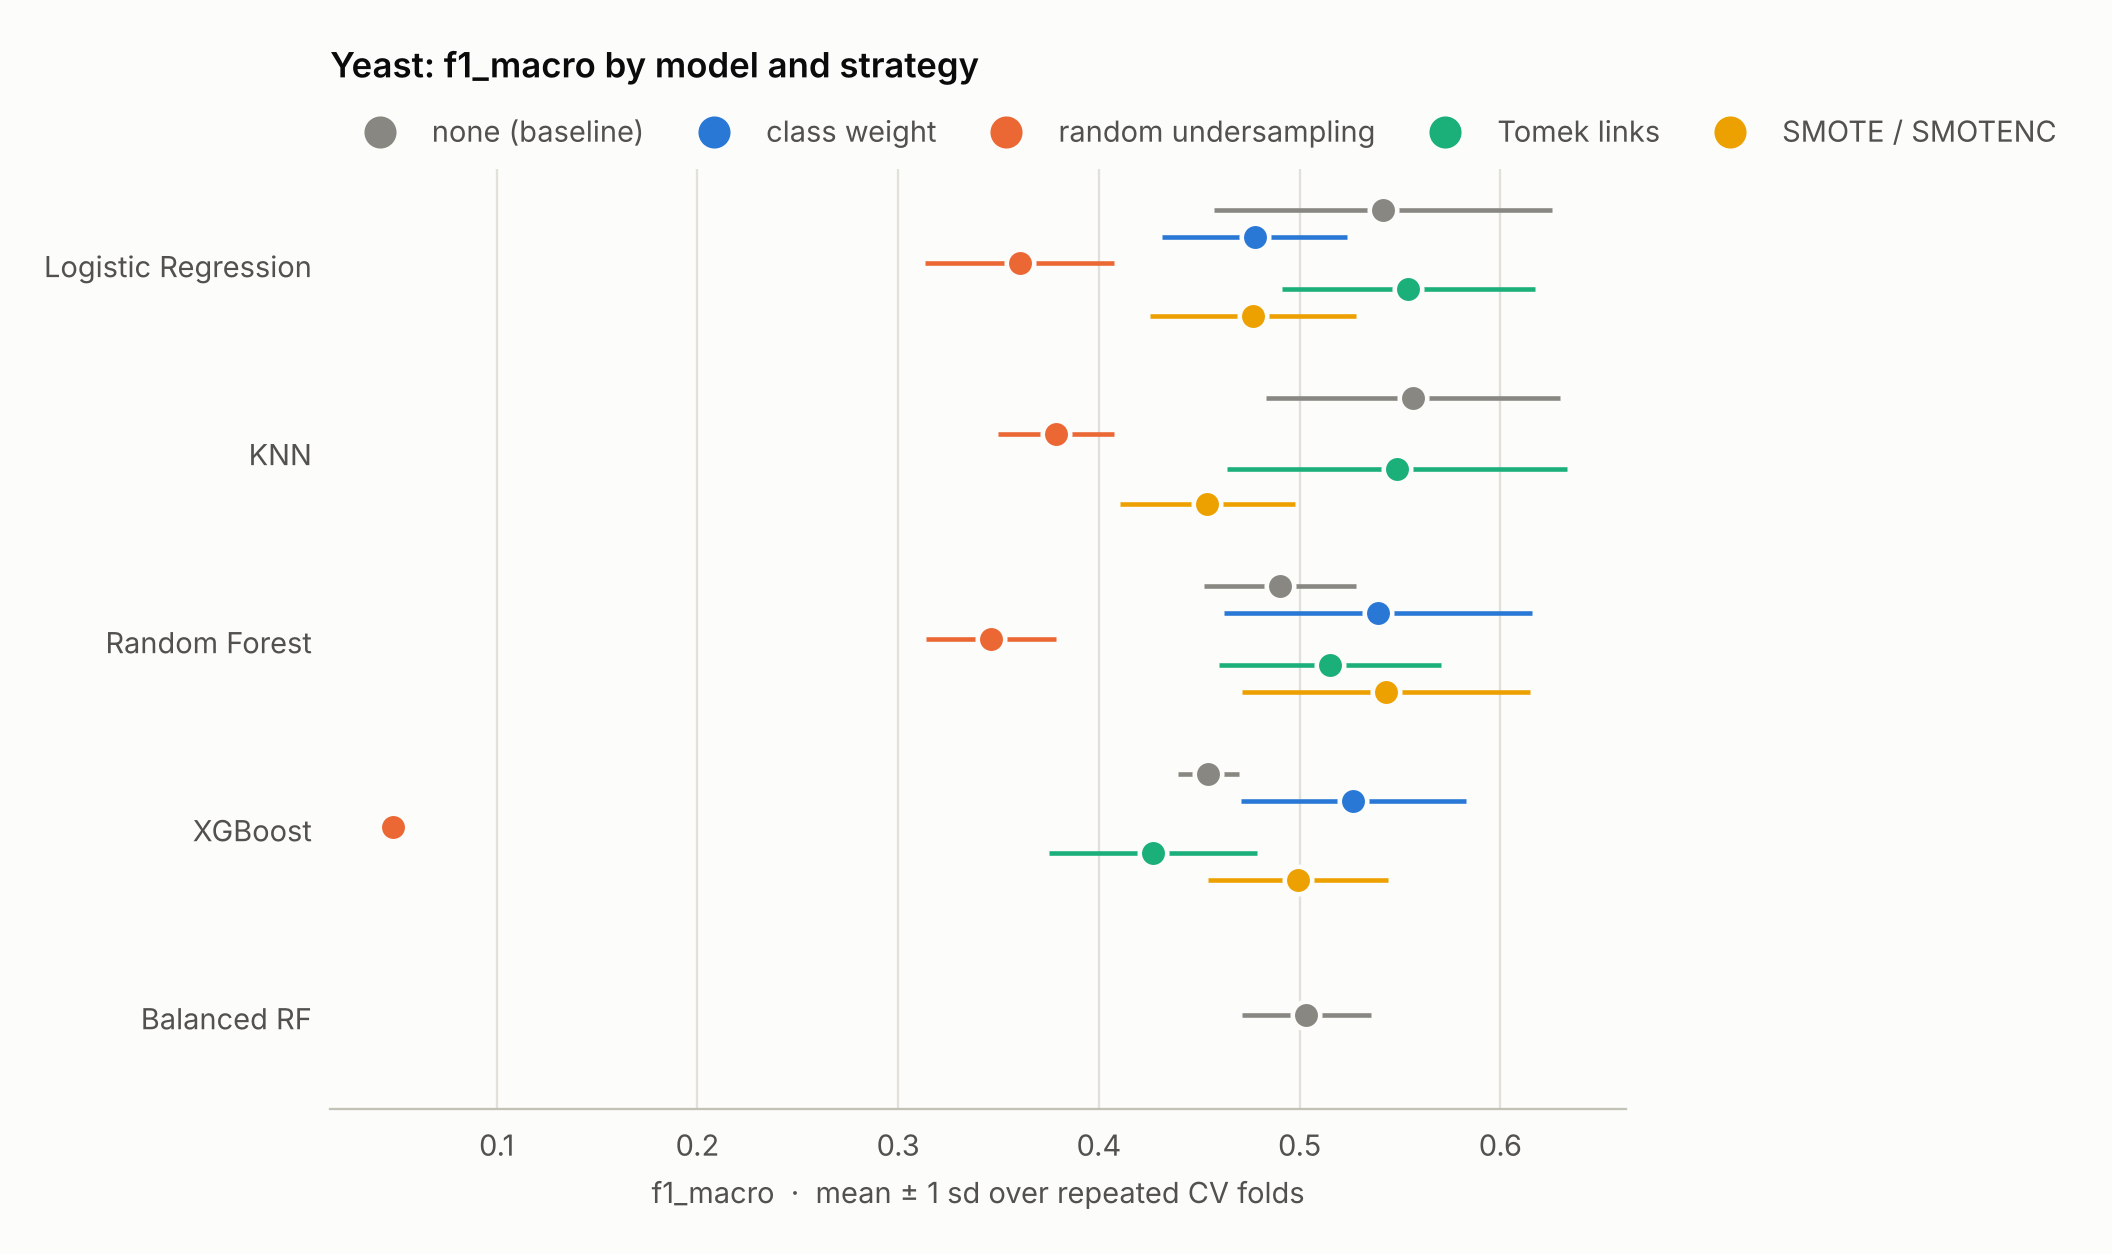 Yeast: f1_macro by model and strategy
none (baseline) class weight random undersampling Tomek links SMOTE / SMOTENC
Logistic Regression
KNN
Random Forest
XGBoost
Balanced RF
0.1 0.2 0.3 0.4 0.5 0.6
f1_macro · mean ± 1 sd over repeated CV folds